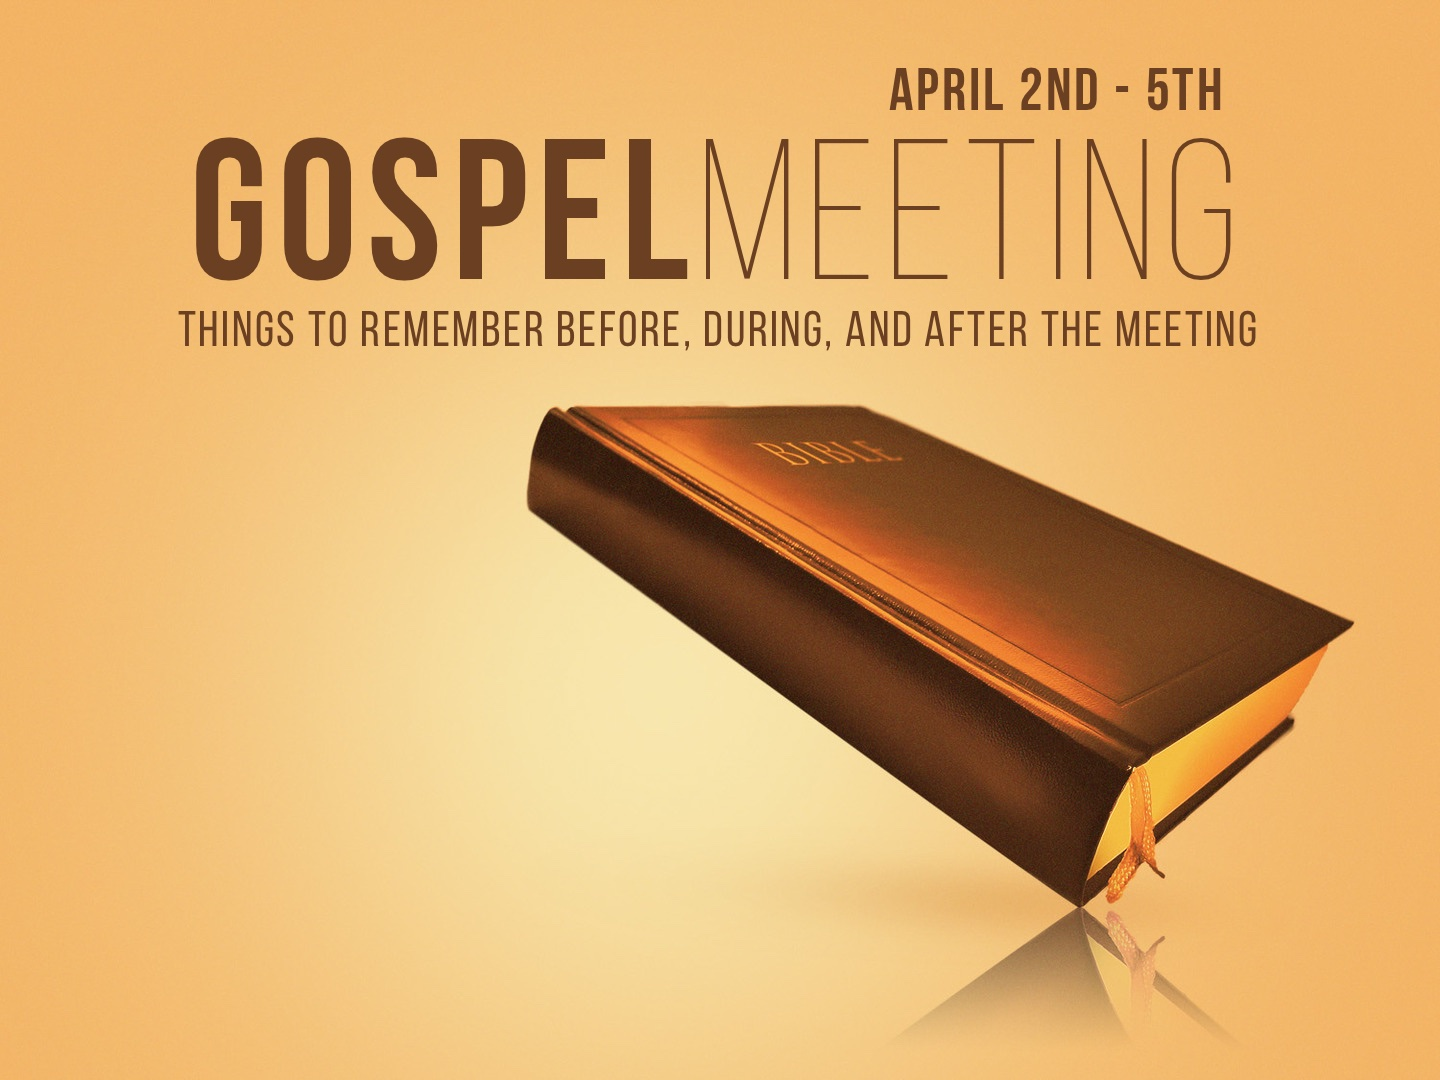 APRIL 2ND - 5TH
GOSPELMEETING
THINGS TO REMEMBER BEFORE, DURING, AND AFTER THE MEETING
BIBLE